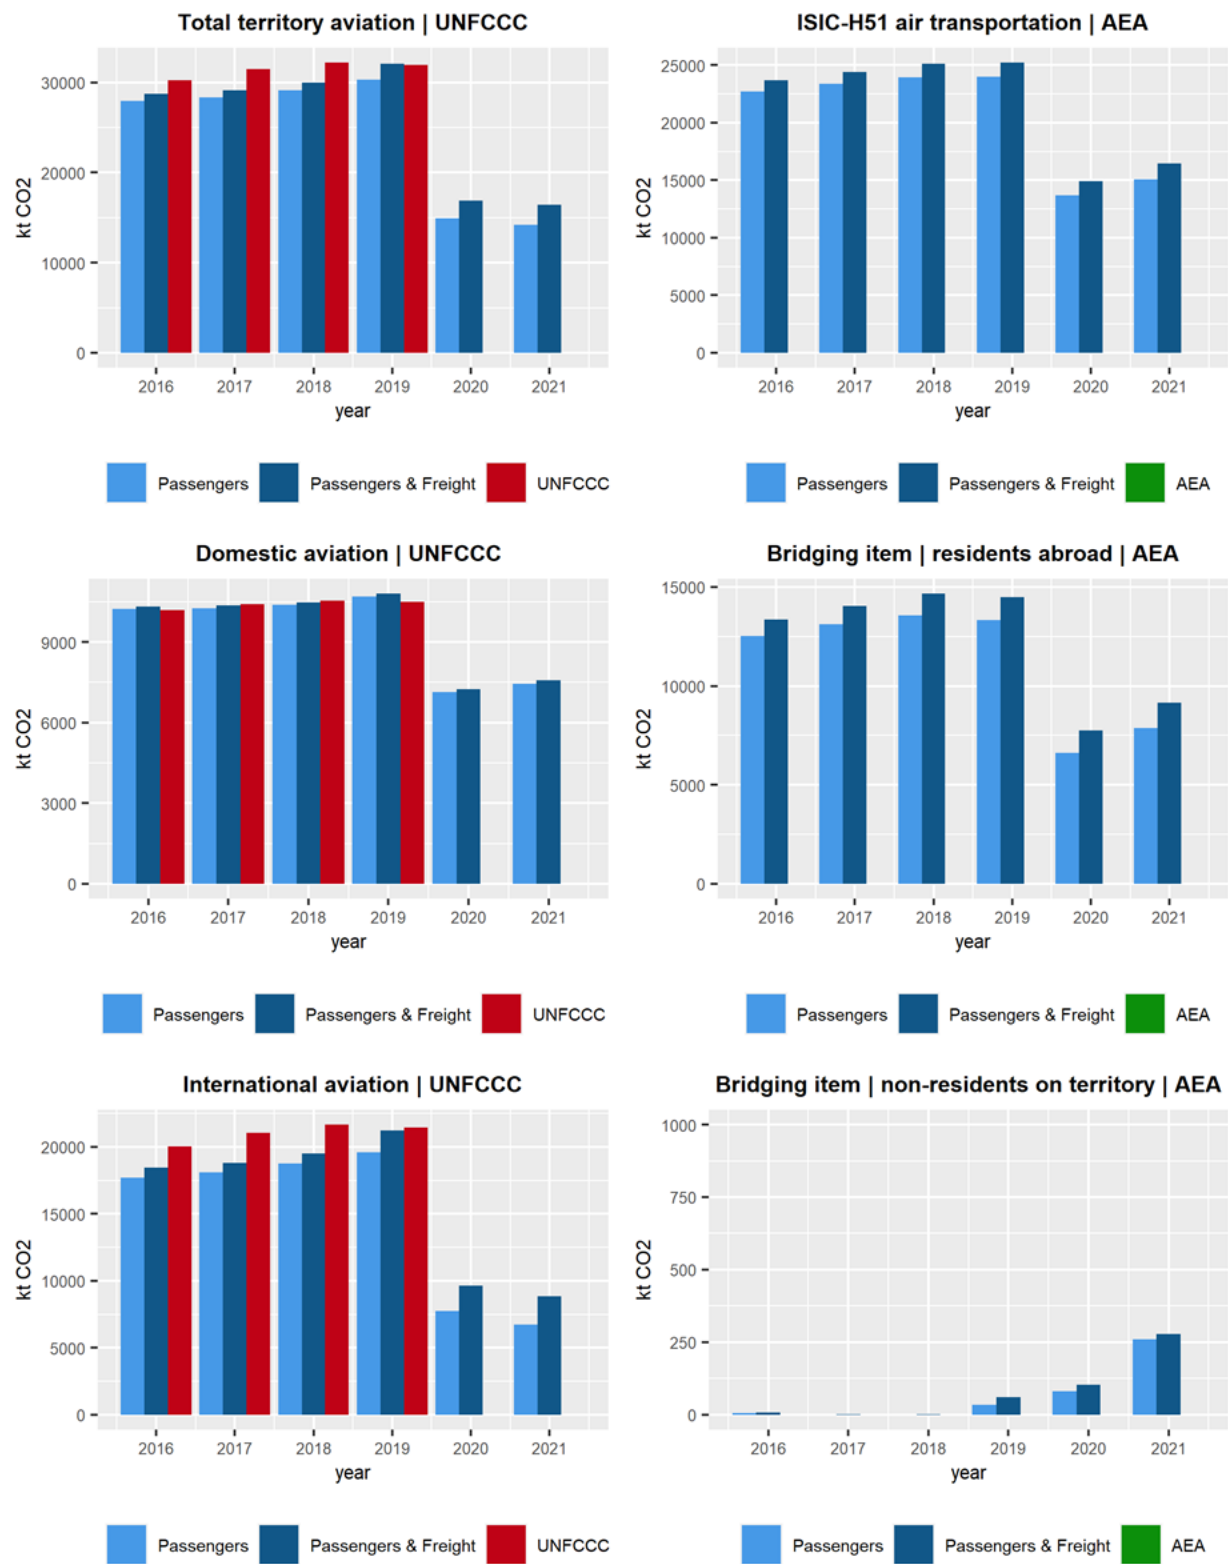 Total territory aviation | UNFCCC
kt CO2
30000
20000
10000
0
2016 2017 2018 2019 2020 2021
year
Passengers Passengers & Freight UNFCCC
ISIC-H51 air transportation | AEA
kt CO2
25000
20000
15000
10000
5000
0
2016 2017 2018 2019 2020 2021
year
Passengers Passengers & Freight AEA
Domestic aviation | UNFCCC
kt CO2
9000
6000
3000
0
2016 2017 2018 2019 2020 2021
year
Passengers Passengers & Freight UNFCCC
Bridging item | residents abroad | AEA
kt CO2
15000
10000
5000
0
2016 2017 2018 2019 2020 2021
year
Passengers Passengers & Freight AEA
International aviation | UNFCCC
kt CO2
20000
15000
10000
5000
0
2016 2017 2018 2019 2020 2021
year
Passengers Passengers & Freight UNFCCC
Bridging item | non-residents on territory | AEA
kt CO2
1000
750
500
250
0
2016 2017 2018 2019 2020 2021
year
Passengers Passengers & Freight AEA